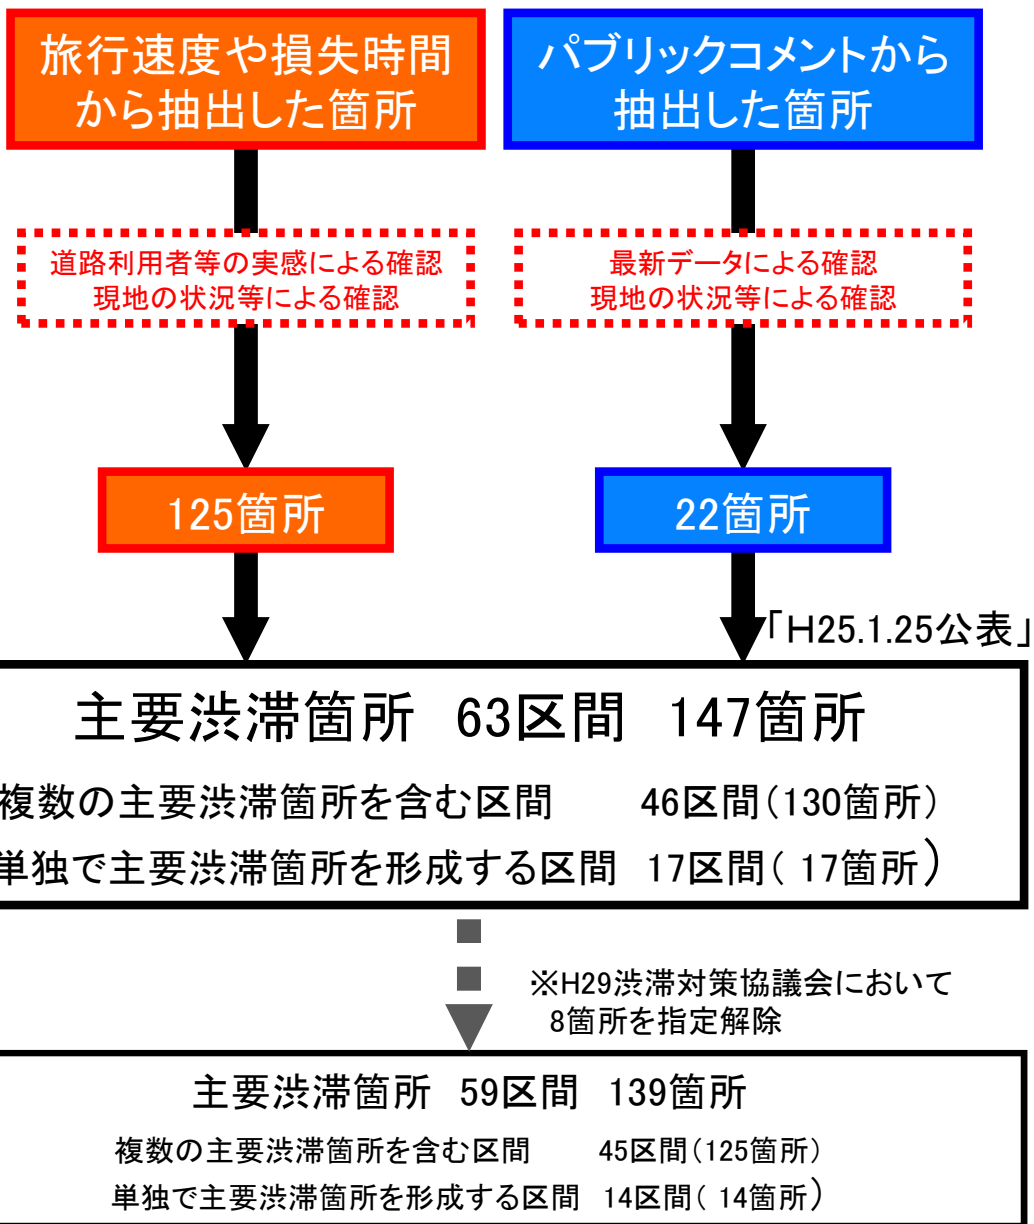 旅行速度や損失時間
から抽出した箇所
パブリックコメントから
抽出した箇所
道路利用者等の実感による確認
現地の状況等による確認
最新データによる確認
現地の状況等による確認
125箇所
22箇所
「H25.1.25公表」
主要渋滞箇所 63区間 147箇所
複数の主要渋滞箇所を含む区間 46区間(130箇所)
単独で主要渋滞箇所を形成する区間 17区間( 17箇所)
※H29渋滞対策協議会において
8箇所を指定解除
主要渋滞箇所 59区間 139箇所
複数の主要渋滞箇所を含む区間 45区間(125箇所)
単独で主要渋滞箇所を形成する区間 14区間( 14箇所)